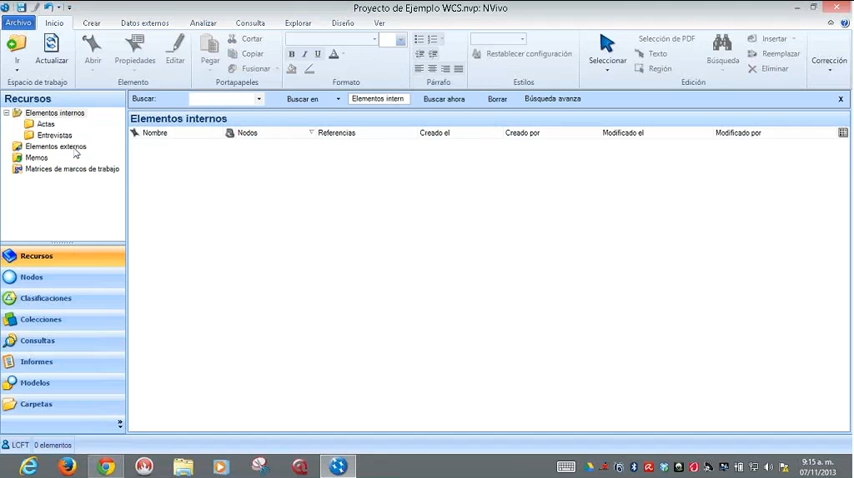 Proyecto de Ejemplo WCS.nvp: NVivo
Archivo Inicio Crear Datos externos Analizar Consulta Explorar Diseño Ver
Ir Actualizar Abrir Propiedades Editar Pegar Cortar Copiar Fusionar
B I U A
Restablecer configuración
Seleccionar Selección de PDF Texto Región
Búsqueda Insertar Reemplazar Eliminar Corrección
Espacio de trabajo Elemento Portapapeles Formato Párrafo Estilos Edición
Recursos
Buscar: Buscar en Elementos intern Buscar ahora Borrar Búsqueda avanza x
Elementos internos
Actas
Entrevistas
Elementos externos
Memos
Matrices de marcos de trabajo
Elementos internos
Nombre Nodos Referencias Creado el Creado por Modificado el Modificado por
Recursos
Nodos
Clasificaciones
Colecciones
Consultas
Informes
Modelos
Carpetas
LCFT 0 elementos
9:15 a. m.
07/11/2013